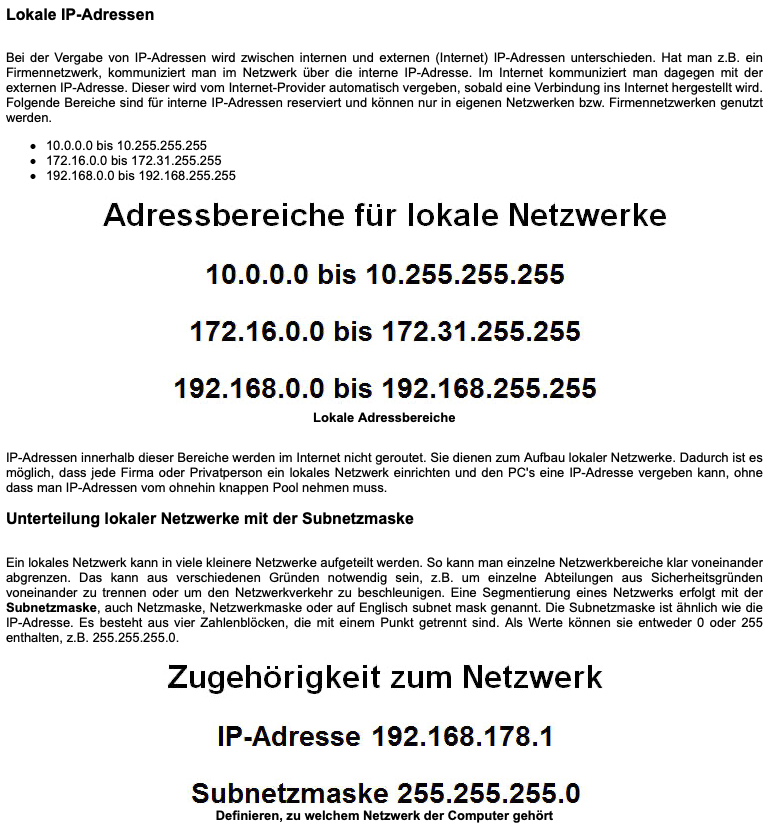 Lokale IP-Adressen
Bei der Vergabe von IP-Adressen wird zwischen internen und externen (Internet) IP-Adressen unterschieden. Hat man z.B. ein
Firmennetzwerk, kommuniziert man im Netzwerk über die interne IP-Adresse. Im Internet kommuniziert man dagegen mit der
externen IP-Adresse. Dieser wird vom Internet-Provider automatisch vergeben, sobald eine Verbindung ins Internet hergestellt wird.
Folgende Bereiche sind für interne IP-Adressen reserviert und können nur in eigenen Netzwerken bzw. Firmennetzwerken genutzt
werden.
• 10.0.0.0 bis 10.255.255.255
• 172.16.0.0 bis 172.31.255.255
• 192.168.0.0 bis 192.168.255.255
Adressbereiche für lokale Netzwerke
10.0.0.0 bis 10.255.255.255
172.16.0.0 bis 172.31.255.255
192.168.0.0 bis 192.168.255.255
Lokale Adressbereiche
IP-Adressen innerhalb dieser Bereiche werden im Internet nicht geroutet. Sie dienen zum Aufbau lokaler Netzwerke. Dadurch ist es
möglich, dass jede Firma oder Privatperson ein lokales Netzwerk einrichten und den PC's eine IP-Adresse vergeben kann, ohne
dass man IP-Adressen vom ohnehin knappen Pool nehmen muss.
Unterteilung lokaler Netzwerke mit der Subnetzmaske
Ein lokales Netzwerk kann in viele kleinere Netzwerke aufgeteilt werden. So kann man einzelne Netzwerkbereiche klar voneinander
abgrenzen. Das kann aus verschiedenen Gründen notwendig sein, z.B. um einzelne Abteilungen aus Sicherheitsgründen
voneinander zu trennen oder um den Netzwerkverkehr zu beschleunigen. Eine Segmentierung eines Netzwerks erfolgt mit der
Subnetzmaske, auch Netzmaske, Netzwerkmaske oder auf Englisch subnet mask genannt. Die Subnetzmaske ist ähnlich wie die
IP-Adresse. Es besteht aus vier Zahlenblöcken, die mit einem Punkt getrennt sind. Als Werte können sie entweder 0 oder 255
enthalten, z.B. 255.255.255.0.
Zugehörigkeit zum Netzwerk
IP-Adresse 192.168.178.1
Subnetzmaske 255.255.255.0
Definieren, zu welchem Netzwerk der Computer gehört